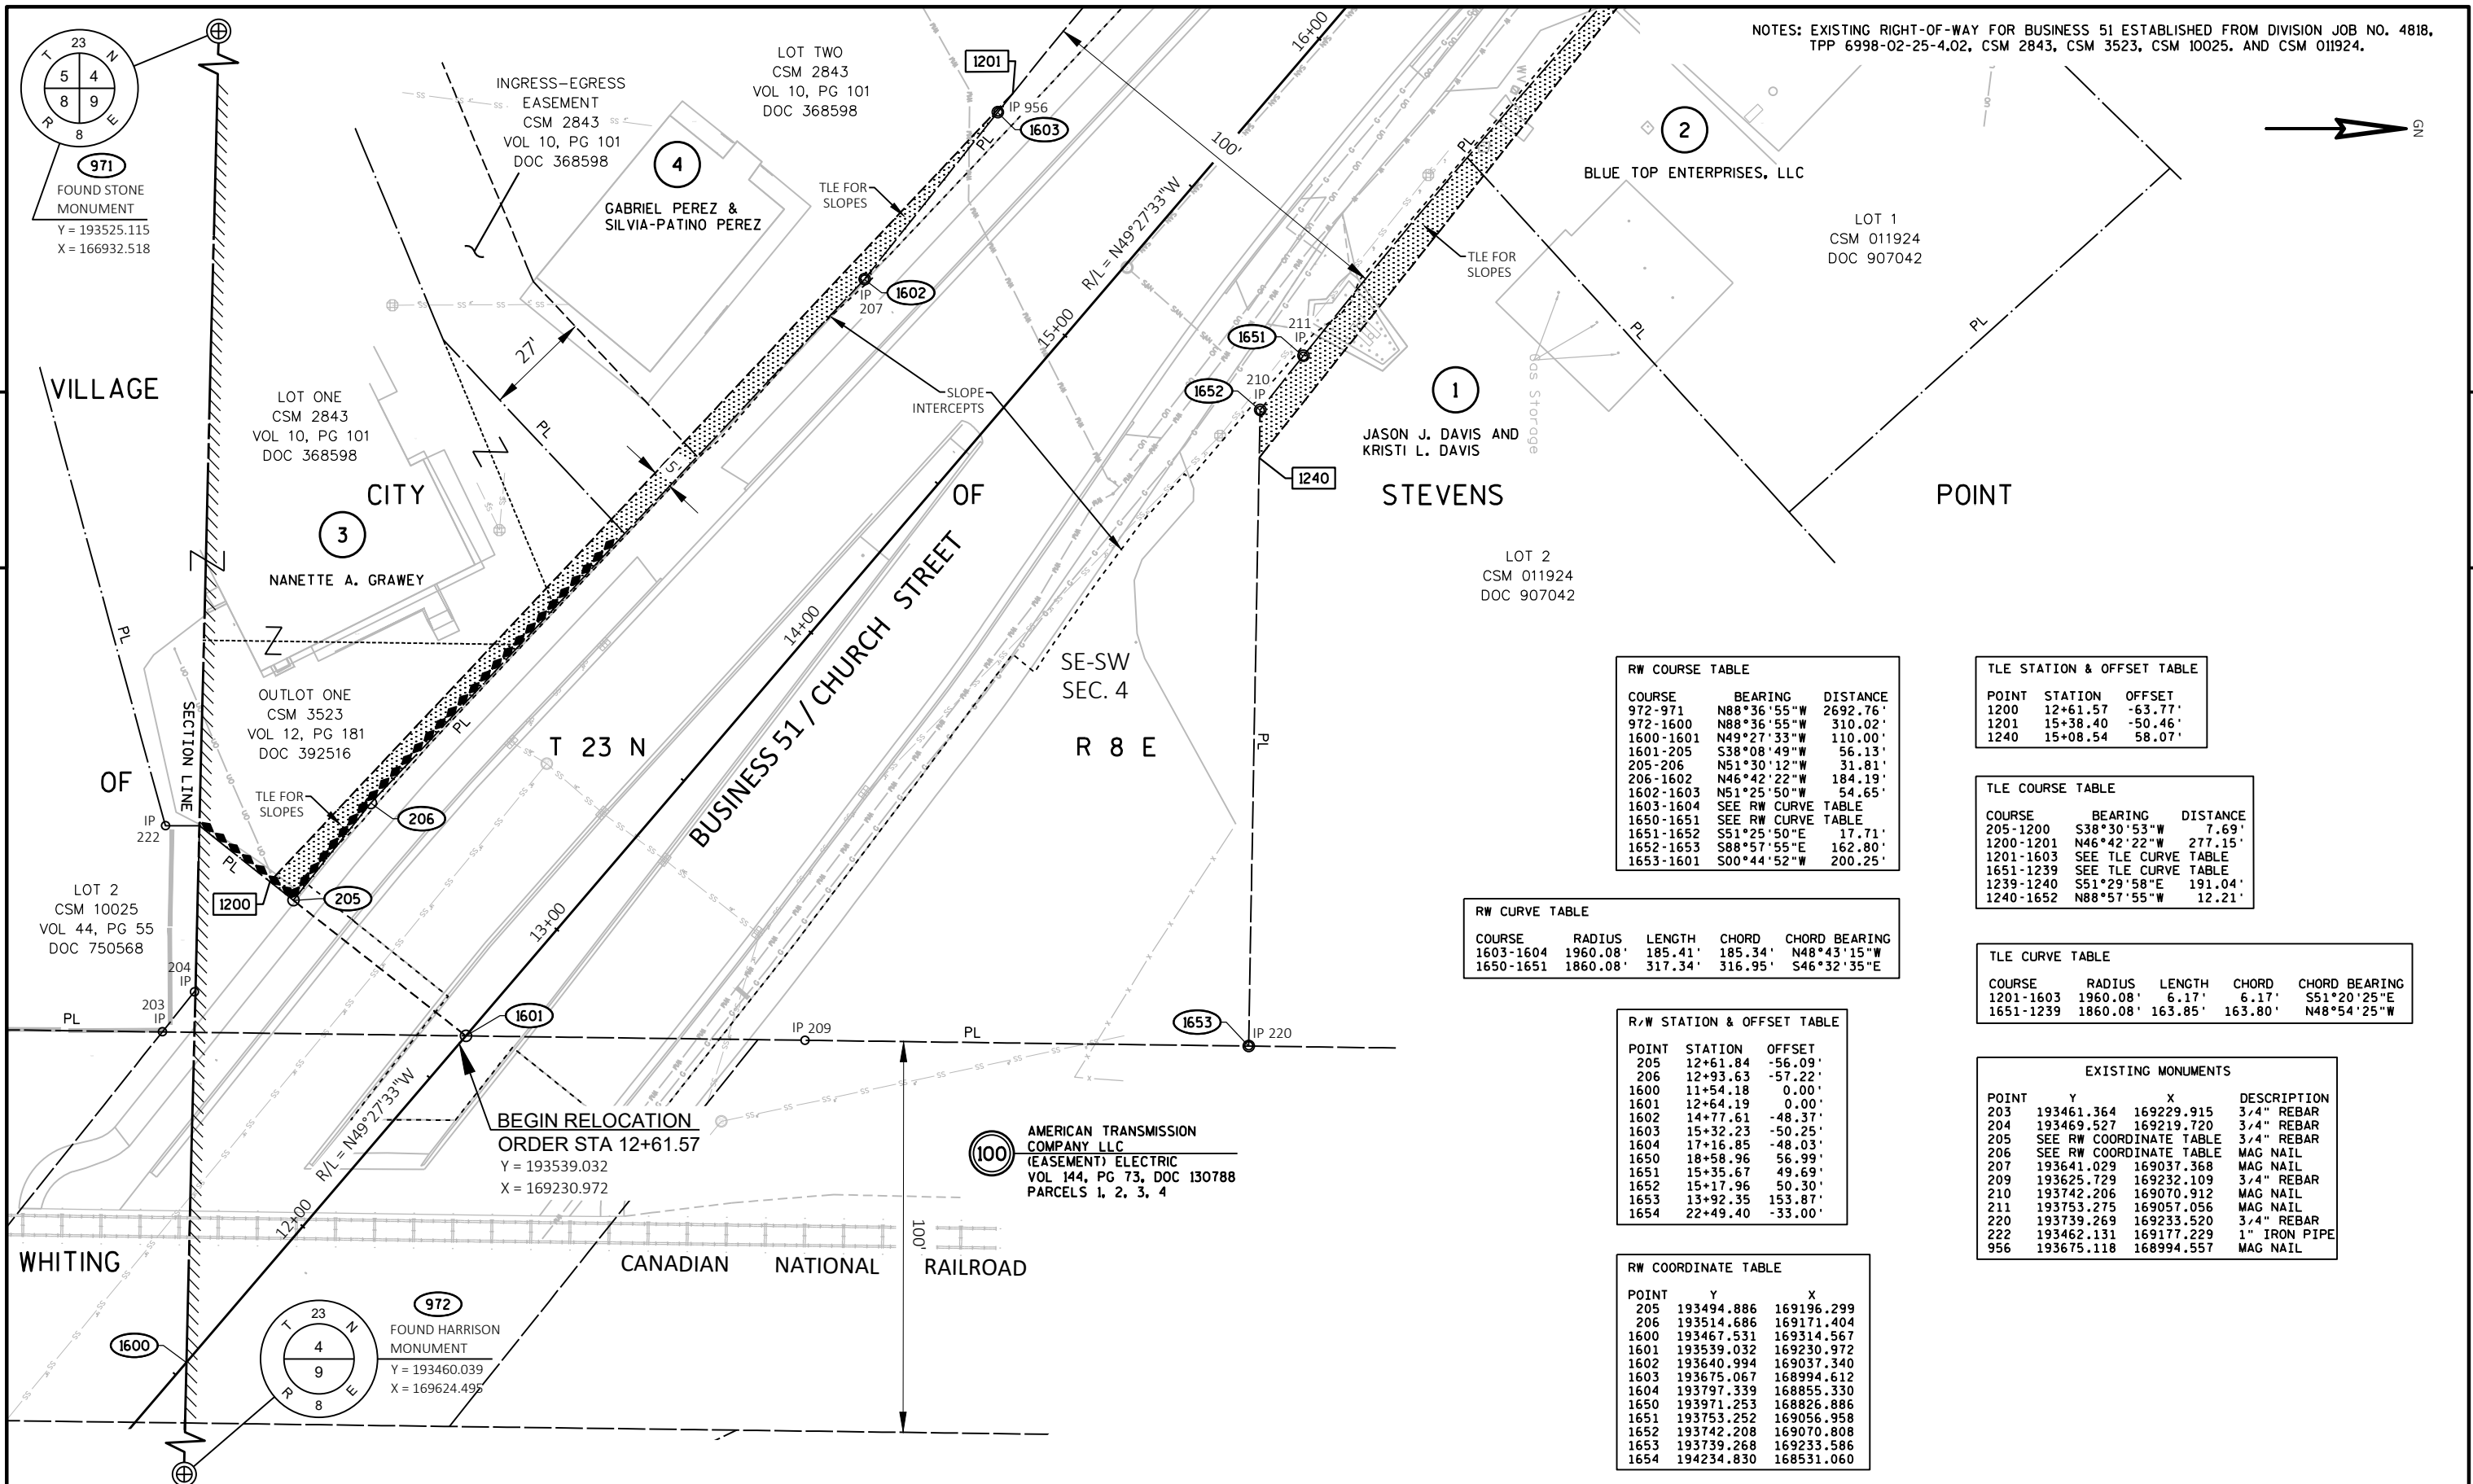 NOTES: EXISTING RIGHT-OF-WAY FOR BUSINESS 51 ESTABLISHED FROM DIVISION JOB NO. 4818,
TPP 6998-02-25-4.02, CSM 2843, CSM 3523, CSM 10025. AND CSM 011924.
GN
T 23 N
5 4
8 9
R 8 E
971
FOUND STONE
MONUMENT
Y = 193525.115
X = 166932.518
INGRESS-EGRESS
EASEMENT
CSM 2843
VOL 10, PG 101
DOC 368598
LOT TWO
CSM 2843
VOL 10, PG 101
DOC 368598
1201
IP 956
1603
PL
4
GABRIEL PEREZ &
SILVIA-PATINO PEREZ
TLE FOR
SLOPES
IP
207
1602
100'
16+00
R/L = N49°27'33"W
15+00
2
BLUE TOP ENTERPRISES, LLC
LOT 1
CSM 011924
DOC 907042
PL
TLE FOR
SLOPES
PL
PL
Gas Storage
211
IP
1651
210
IP
1652
1
JASON J. DAVIS AND
KRISTI L. DAVIS
1240
27'
PL
5'
SLOPE
INTERCEPTS
VILLAGE
LOT ONE
CSM 2843
VOL 10, PG 101
DOC 368598
CITY
OF
STEVENS
POINT
3
NANETTE A. GRAWEY
LOT 2
CSM 011924
DOC 907042
14+00
BUSINESS 51 / CHURCH STREET
SE-SW
SEC. 4
PL
SECTION LINE
OUTLOT ONE
CSM 3523
VOL 12, PG 181
DOC 392516
PL
T 23 N
R 8 E
PL
OF
TLE FOR
SLOPES
206
IP
222
PL
1200
205
LOT 2
CSM 10025
VOL 44, PG 55
DOC 750568
13+00
204
IP
203
IP
PL
1601
IP 209
PL
1653
IP 220
BEGIN RELOCATION
ORDER STA 12+61.57
Y = 193539.032
X = 169230.972
R/L = N49°27'33"W
12+00
100
AMERICAN TRANSMISSION
COMPANY LLC
(EASEMENT) ELECTRIC
VOL 144, PG 73, DOC 130788
PARCELS 1, 2, 3, 4
100'
WHITING
CANADIAN NATIONAL RAILROAD
1600
T 23 N
4
9
R 8 E
972
FOUND HARRISON
MONUMENT
Y = 193460.039
X = 169624.495
RW COURSE TABLE
COURSE BEARING DISTANCE
972-971 N88°36'55"W 2692.76'
972-1600 N88°36'55"W 310.02'
1600-1601 N49°27'33"W 110.00'
1601-205 S38°08'49"W 56.13'
205-206 N51°30'12"W 31.81'
206-1602 N46°42'22"W 184.19'
1602-1603 N51°25'50"W 54.65'
1603-1604 SEE RW CURVE TABLE
1650-1651 SEE RW CURVE TABLE
1651-1652 S51°25'50"E 17.71'
1652-1653 S88°57'55"E 162.80'
1653-1601 S00°44'52"W 200.25'
TLE STATION & OFFSET TABLE
POINT STATION OFFSET
1200 12+61.57 -63.77'
1201 15+38.40 -50.46'
1240 15+08.54 58.07'
TLE COURSE TABLE
COURSE BEARING DISTANCE
205-1200 S38°30'53"W 7.69'
1200-1201 N46°42'22"W 277.15'
1201-1603 SEE TLE CURVE TABLE
1651-1239 SEE TLE CURVE TABLE
1239-1240 S51°29'58"E 191.04'
1240-1652 N88°57'55"W 12.21'
RW CURVE TABLE
COURSE RADIUS LENGTH CHORD CHORD BEARING
1603-1604 1960.08' 185.41' 185.34' N48°43'15"W
1650-1651 1860.08' 317.34' 316.95' S46°32'35"E
TLE CURVE TABLE
COURSE RADIUS LENGTH CHORD CHORD BEARING
1201-1603 1960.08' 6.17' 6.17' S51°20'25"E
1651-1239 1860.08' 163.85' 163.80' N48°54'25"W
R/W STATION & OFFSET TABLE
POINT STATION OFFSET
205 12+61.84 -56.09'
206 12+93.63 -57.22'
1600 11+54.18 0.00'
1601 12+64.19 0.00'
1602 14+77.61 -48.37'
1603 15+32.23 -50.25'
1604 17+16.85 -48.03'
1650 18+58.96 56.99'
1651 15+35.67 49.69'
1652 15+17.96 50.30'
1653 13+92.35 153.87'
1654 22+49.40 -33.00'
EXISTING MONUMENTS
POINT Y X DESCRIPTION
203 193461.364 169229.915 3/4" REBAR
204 193469.527 169219.720 3/4" REBAR
205 SEE RW COORDINATE TABLE 3/4" REBAR
206 SEE RW COORDINATE TABLE MAG NAIL
207 193641.029 169037.368 MAG NAIL
209 193625.729 169232.109 3/4" REBAR
210 193742.206 169070.912 MAG NAIL
211 193753.275 169057.056 MAG NAIL
220 193739.269 169233.520 3/4" REBAR
222 193462.131 169177.229 1" IRON PIPE
956 193675.118 168994.557 MAG NAIL
RW COORDINATE TABLE
POINT Y X
205 193494.886 169196.299
206 193514.686 169171.404
1600 193467.531 169314.567
1601 193539.032 169230.972
1602 193640.994 169037.340
1603 193675.067 168994.612
1604 193797.339 168855.330
1650 193971.253 168826.886
1651 193753.252 169056.958
1652 193742.208 169070.808
1653 193739.268 169233.586
1654 194234.830 168531.060